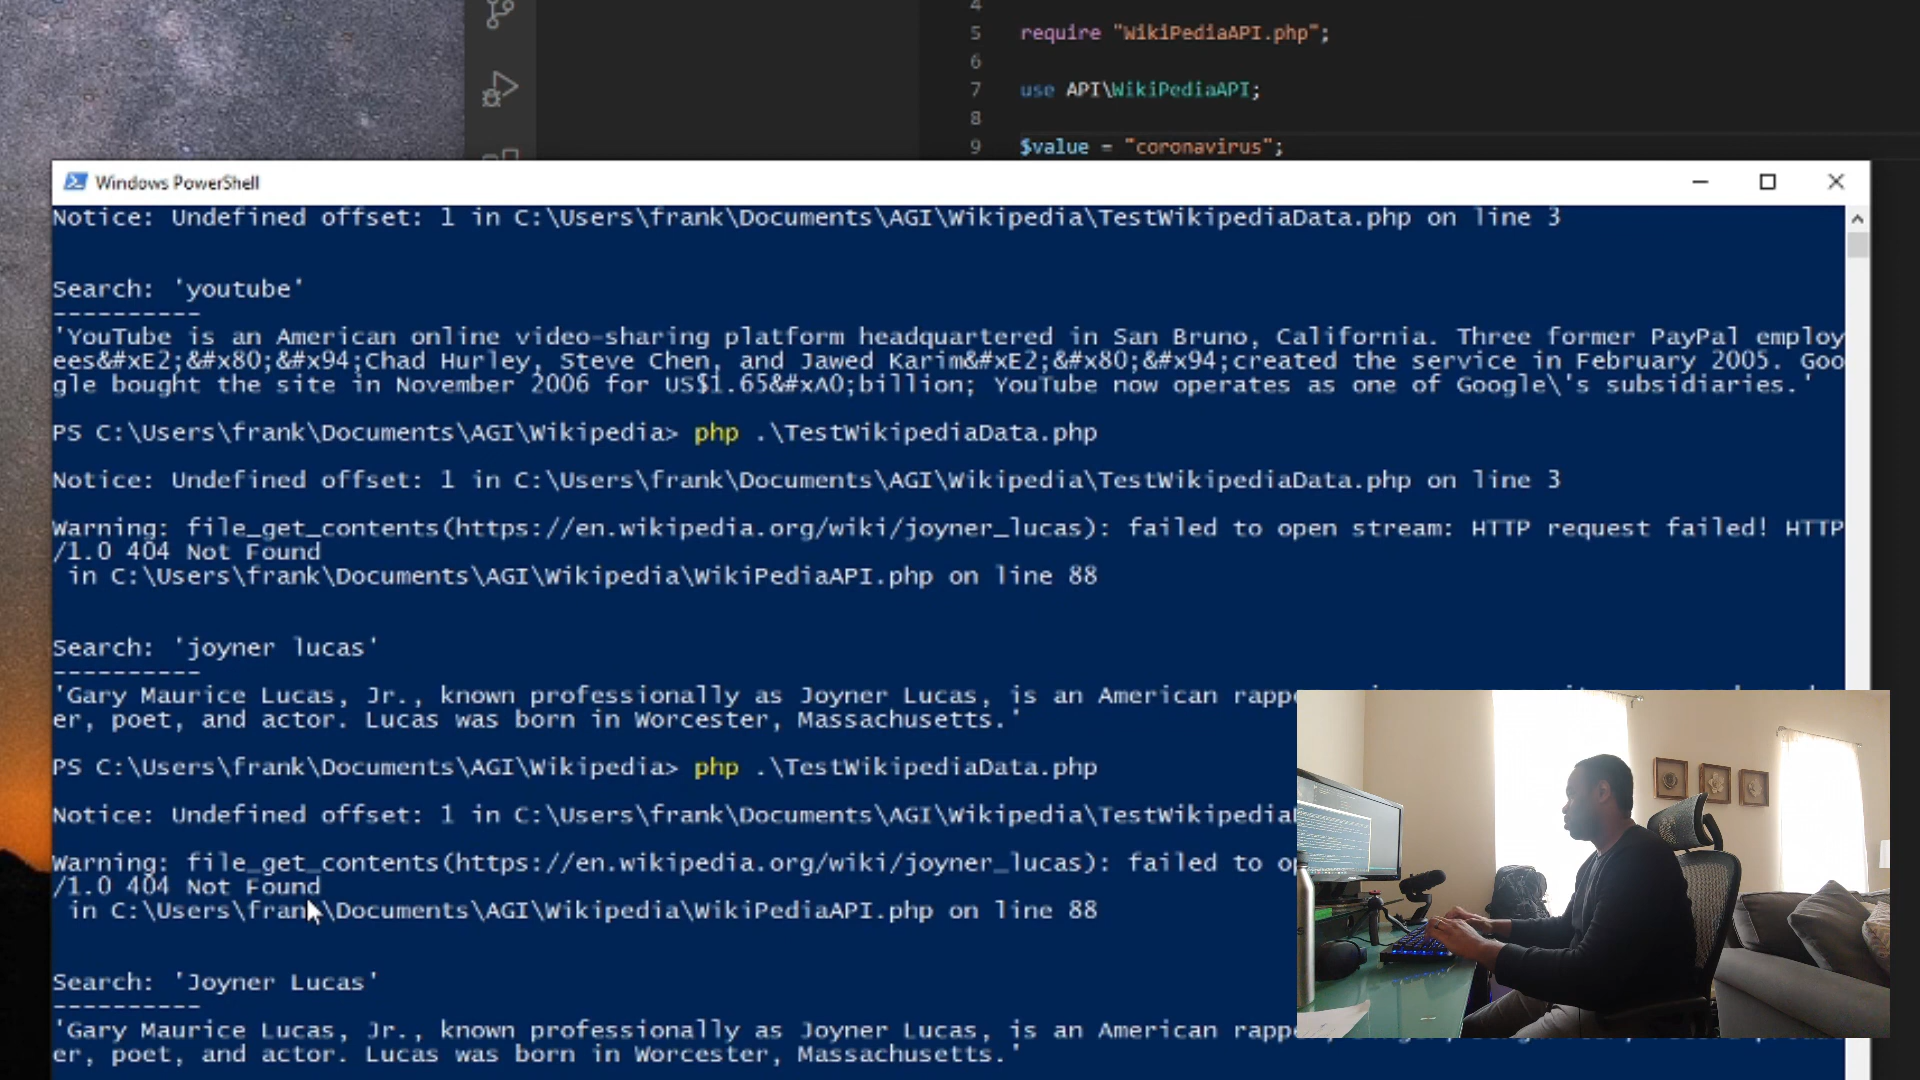 4
5 require "WikiPediaAPI.php";
6
7 use API\WikiPediaAPI;
8
9 $value = "coronavirus";
Windows PowerShell
Notice: Undefined offset: 1 in C:\Users\frank\Documents\AGI\Wikipedia\TestWikipediaData.php on line 3
Search: 'youtube'
----------
'YouTube is an American online video-sharing platform headquartered in San Bruno, California. Three former PayPal employ
ees&#xE2;&#x80;&#x94;Chad Hurley, Steve Chen, and Jawed Karim&#xE2;&#x80;&#x94;created the service in February 2005. Goo
gle bought the site in November 2006 for US$1.65&#xA0;billion; YouTube now operates as one of Google\'s subsidiaries.'
PS C:\Users\frank\Documents\AGI\Wikipedia> php .\TestWikipediaData.php
Notice: Undefined offset: 1 in C:\Users\frank\Documents\AGI\Wikipedia\TestWikipediaData.php on line 3
Warning: file_get_contents(https://en.wikipedia.org/wiki/joyner_lucas): failed to open stream: HTTP request failed! HTTP
/1.0 404 Not Found
in C:\Users\frank\Documents\AGI\Wikipedia\WikiPediaAPI.php on line 88
Search: 'joyner lucas'
----------
'Gary Maurice Lucas, Jr., known professionally as Joyner Lucas, is an American rappe
er, poet, and actor. Lucas was born in Worcester, Massachusetts.'
PS C:\Users\frank\Documents\AGI\Wikipedia> php .\TestWikipediaData.php
Notice: Undefined offset: 1 in C:\Users\frank\Documents\AGI\Wikipedia\TestWikipedia
Warning: file_get_contents(https://en.wikipedia.org/wiki/joyner_lucas): failed to op
/1.0 404 Not Found
in C:\Users\frank\Documents\AGI\Wikipedia\WikiPediaAPI.php on line 88
Search: 'Joyner Lucas'
----------
'Gary Maurice Lucas, Jr., known professionally as Joyner Lucas, is an American rappe
er, poet, and actor. Lucas was born in Worcester, Massachusetts.'